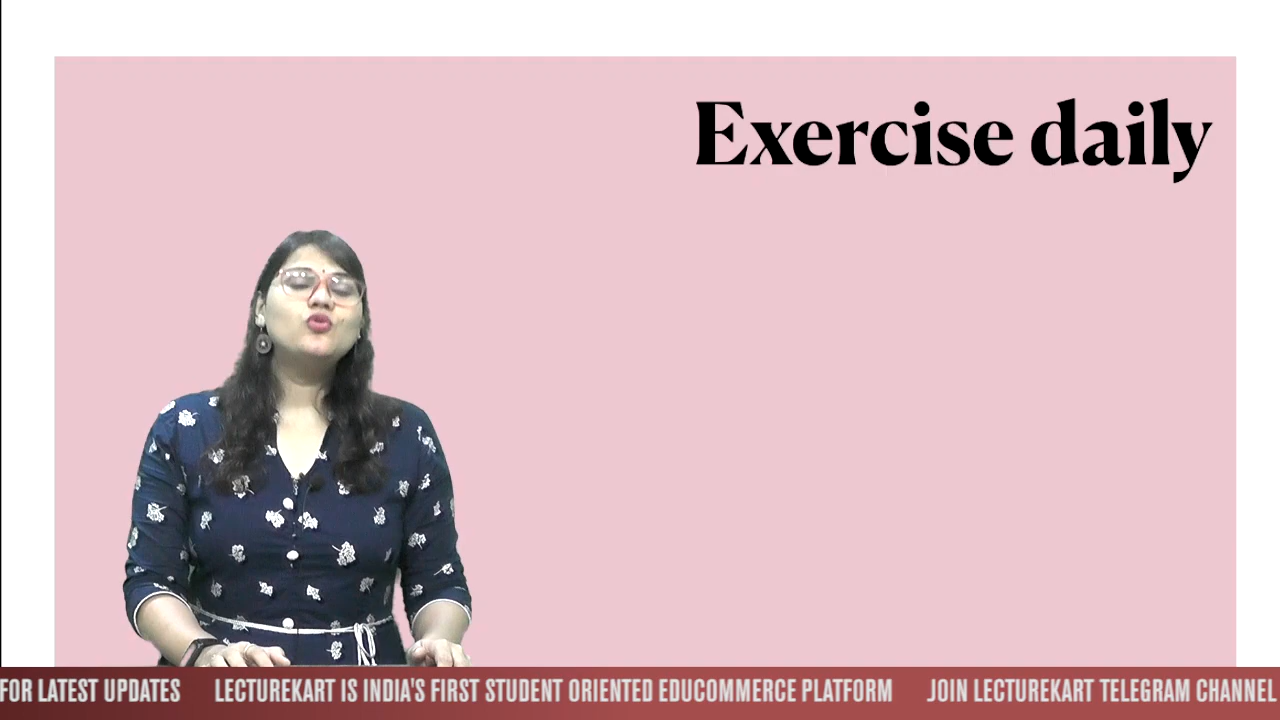 Exercise daily
FOR LATEST UPDATES LECTUREKART IS INDIA'S FIRST STUDENT ORIENTED EDUCOMMERCE PLATFORM JOIN LECTUREKART TELEGRAM CHANNEL